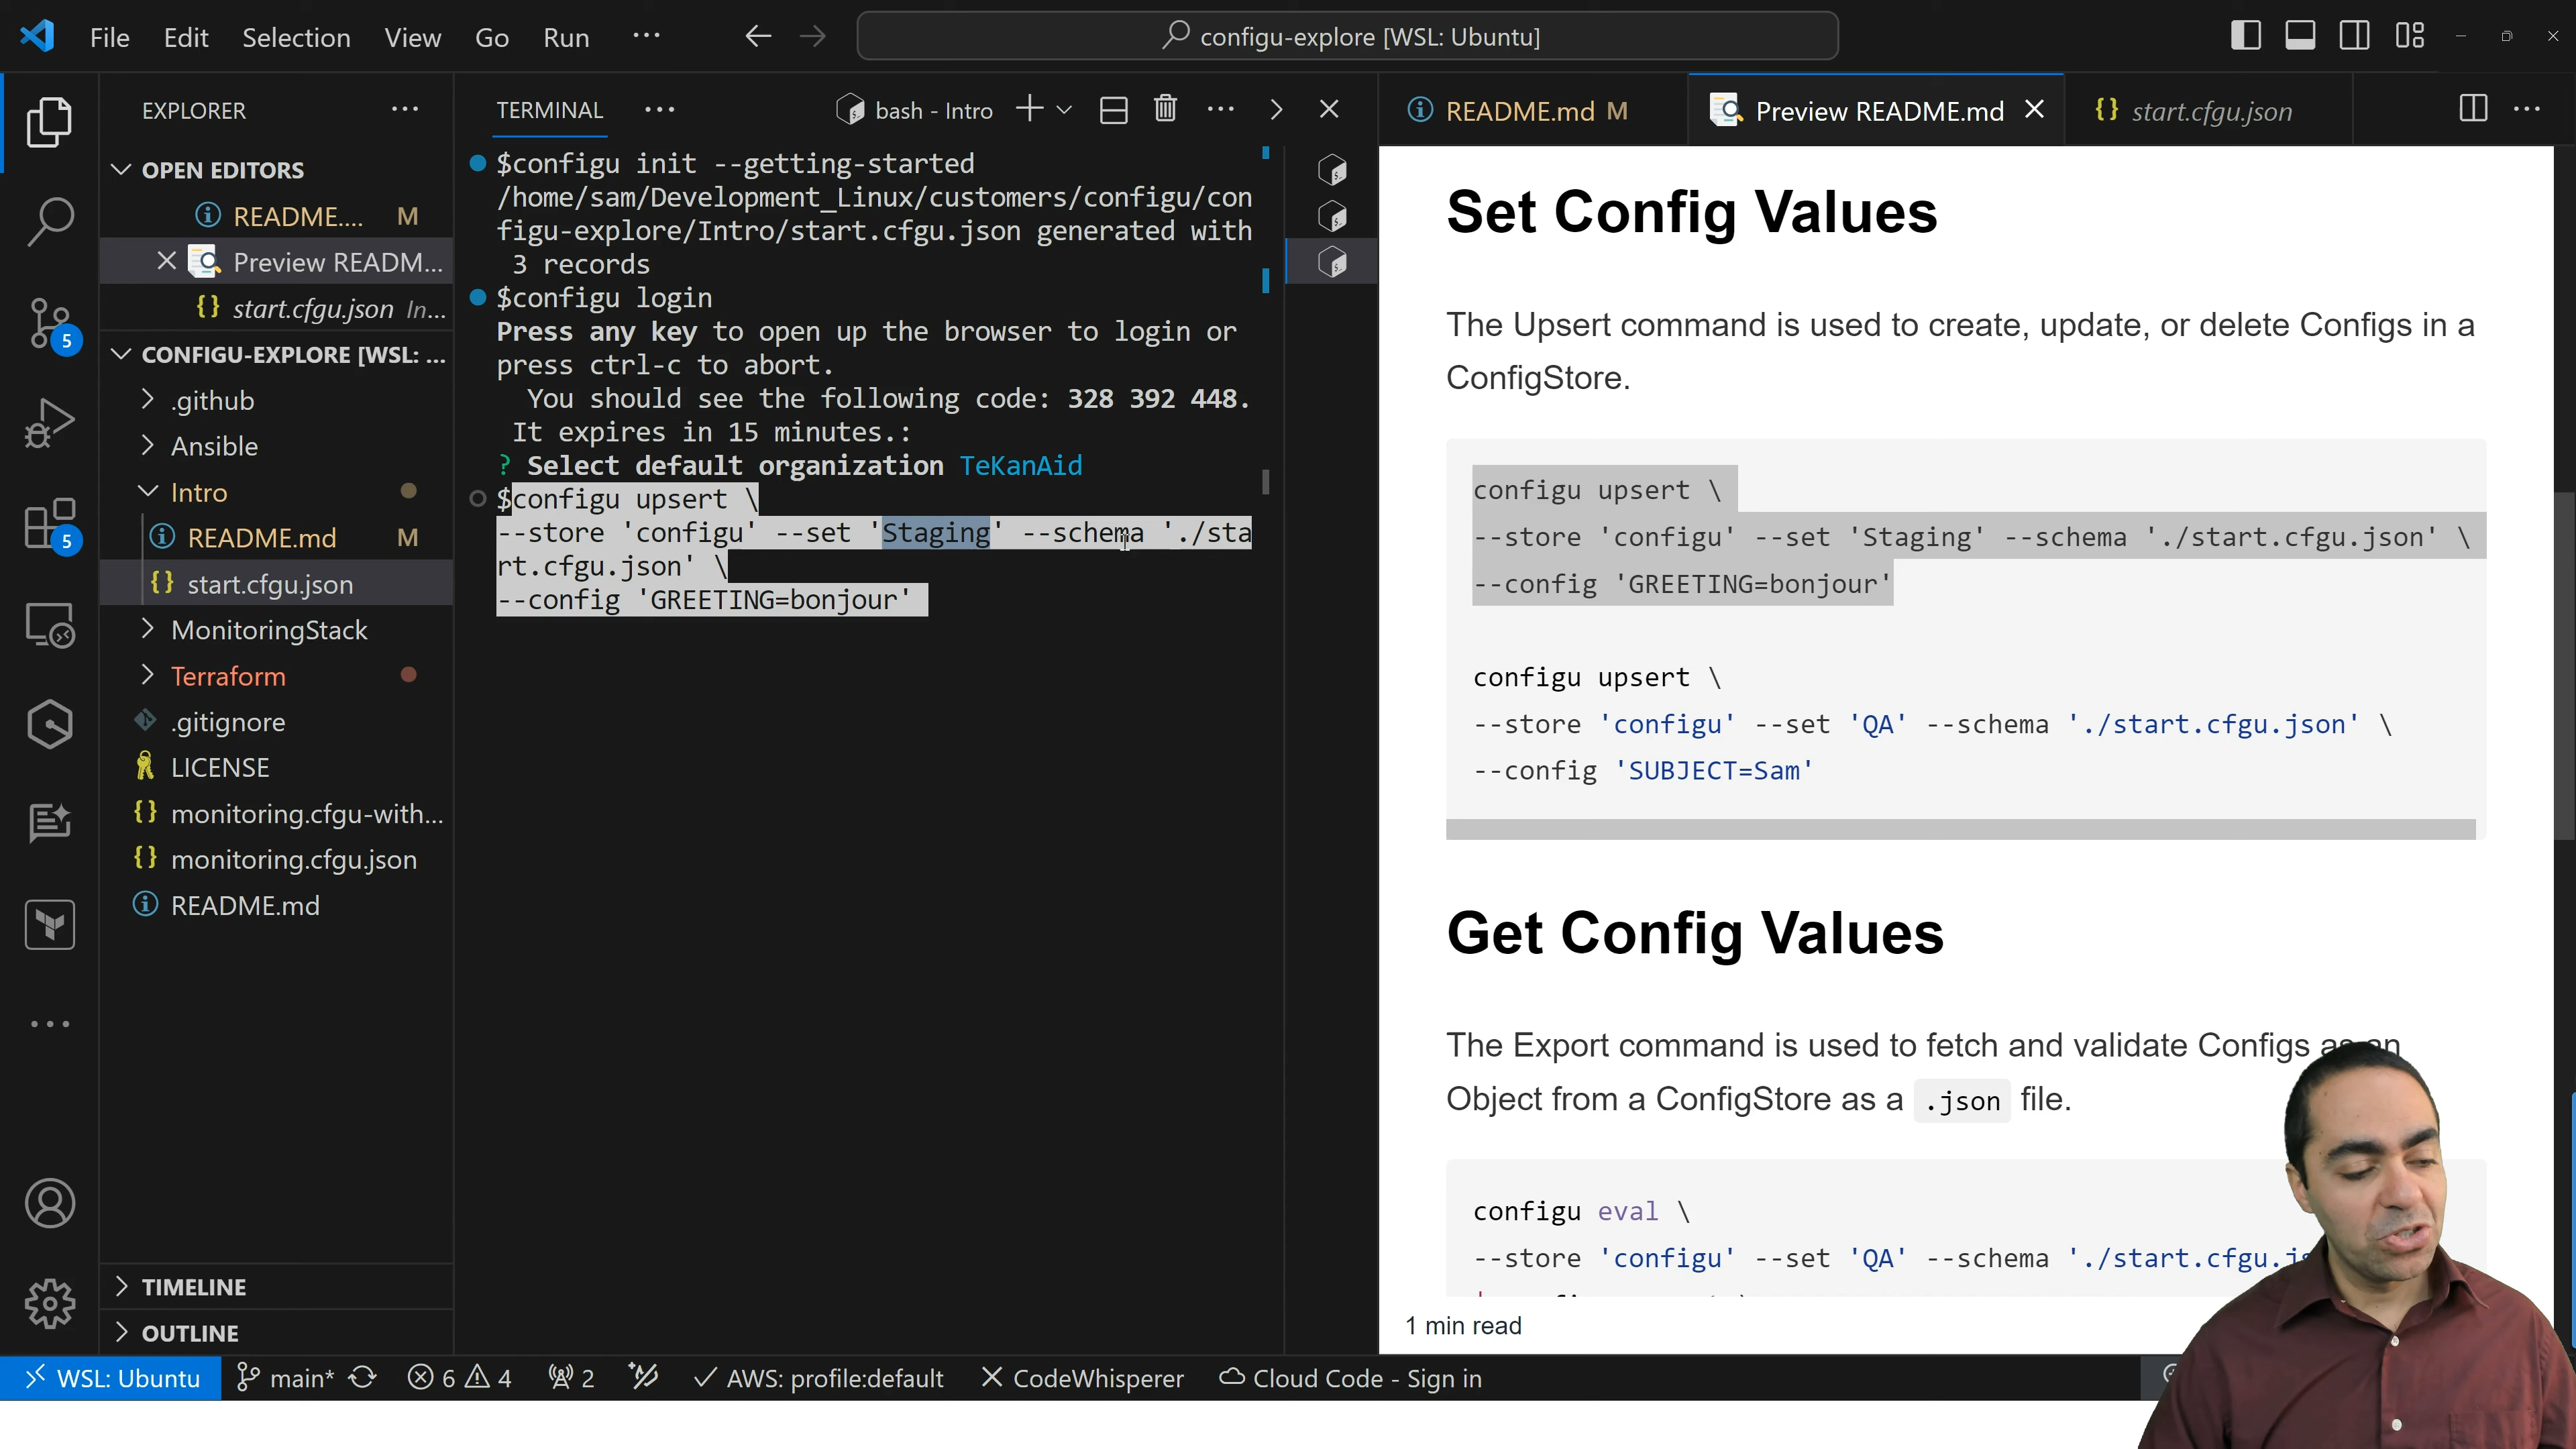 File Edit Selection View Go Run ...
configu-explore [WSL: Ubuntu]
EXPLORER ...
OPEN EDITORS
README.... M
Preview READM...
start.cfgu.json In...
CONFIGU-EXPLORE [WSL: ...
.github
Ansible
Intro
README.md M
start.cfgu.json
MonitoringStack
Terraform
.gitignore
LICENSE
monitoring.cfgu-with...
monitoring.cfgu.json
README.md
TIMELINE
OUTLINE
5
5
TERMINAL ...
bash - Intro
$configu init --getting-started
/home/sam/Development_Linux/customers/configu/con
figu-explore/Intro/start.cfgu.json generated with
3 records
$configu login
Press any key to open up the browser to login or
press ctrl-c to abort.
You should see the following code: 328 392 448.
It expires in 15 minutes.:
? Select default organization TeKanAid
$configu upsert \
--store 'configu' --set 'Staging' --schema './sta
rt.cfgu.json' \
--config 'GREETING=bonjour'
README.md M
Preview README.md
start.cfgu.json
Set Config Values
The Upsert command is used to create, update, or delete Configs in a
ConfigStore.
configu upsert \
--store 'configu' --set 'Staging' --schema './start.cfgu.json' \
--config 'GREETING=bonjour'
configu upsert \
--store 'configu' --set 'QA' --schema './start.cfgu.json' \
--config 'SUBJECT=Sam'
Get Config Values
The Export command is used to fetch and validate Configs as an
Object from a ConfigStore as a .json file.
configu eval \
--store 'configu' --set 'QA' --schema './start.cfgu.js
1 min read
WSL: Ubuntu main* 6 4 2 AWS: profile:default CodeWhisperer Cloud Code - Sign in